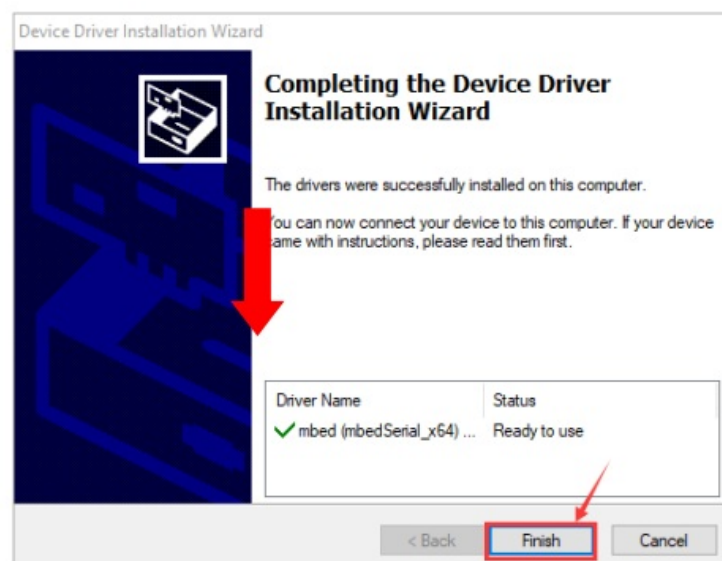 Device Driver Installation Wizard
Completing the Device Driver
Installation Wizard
The drivers were successfully installed on this computer.
You can now connect your device to this computer. If your device
came with instructions, please read them first.
Driver Name Status
mbed (mbedSerial_x64) ... Ready to use
< Back Finish Cancel